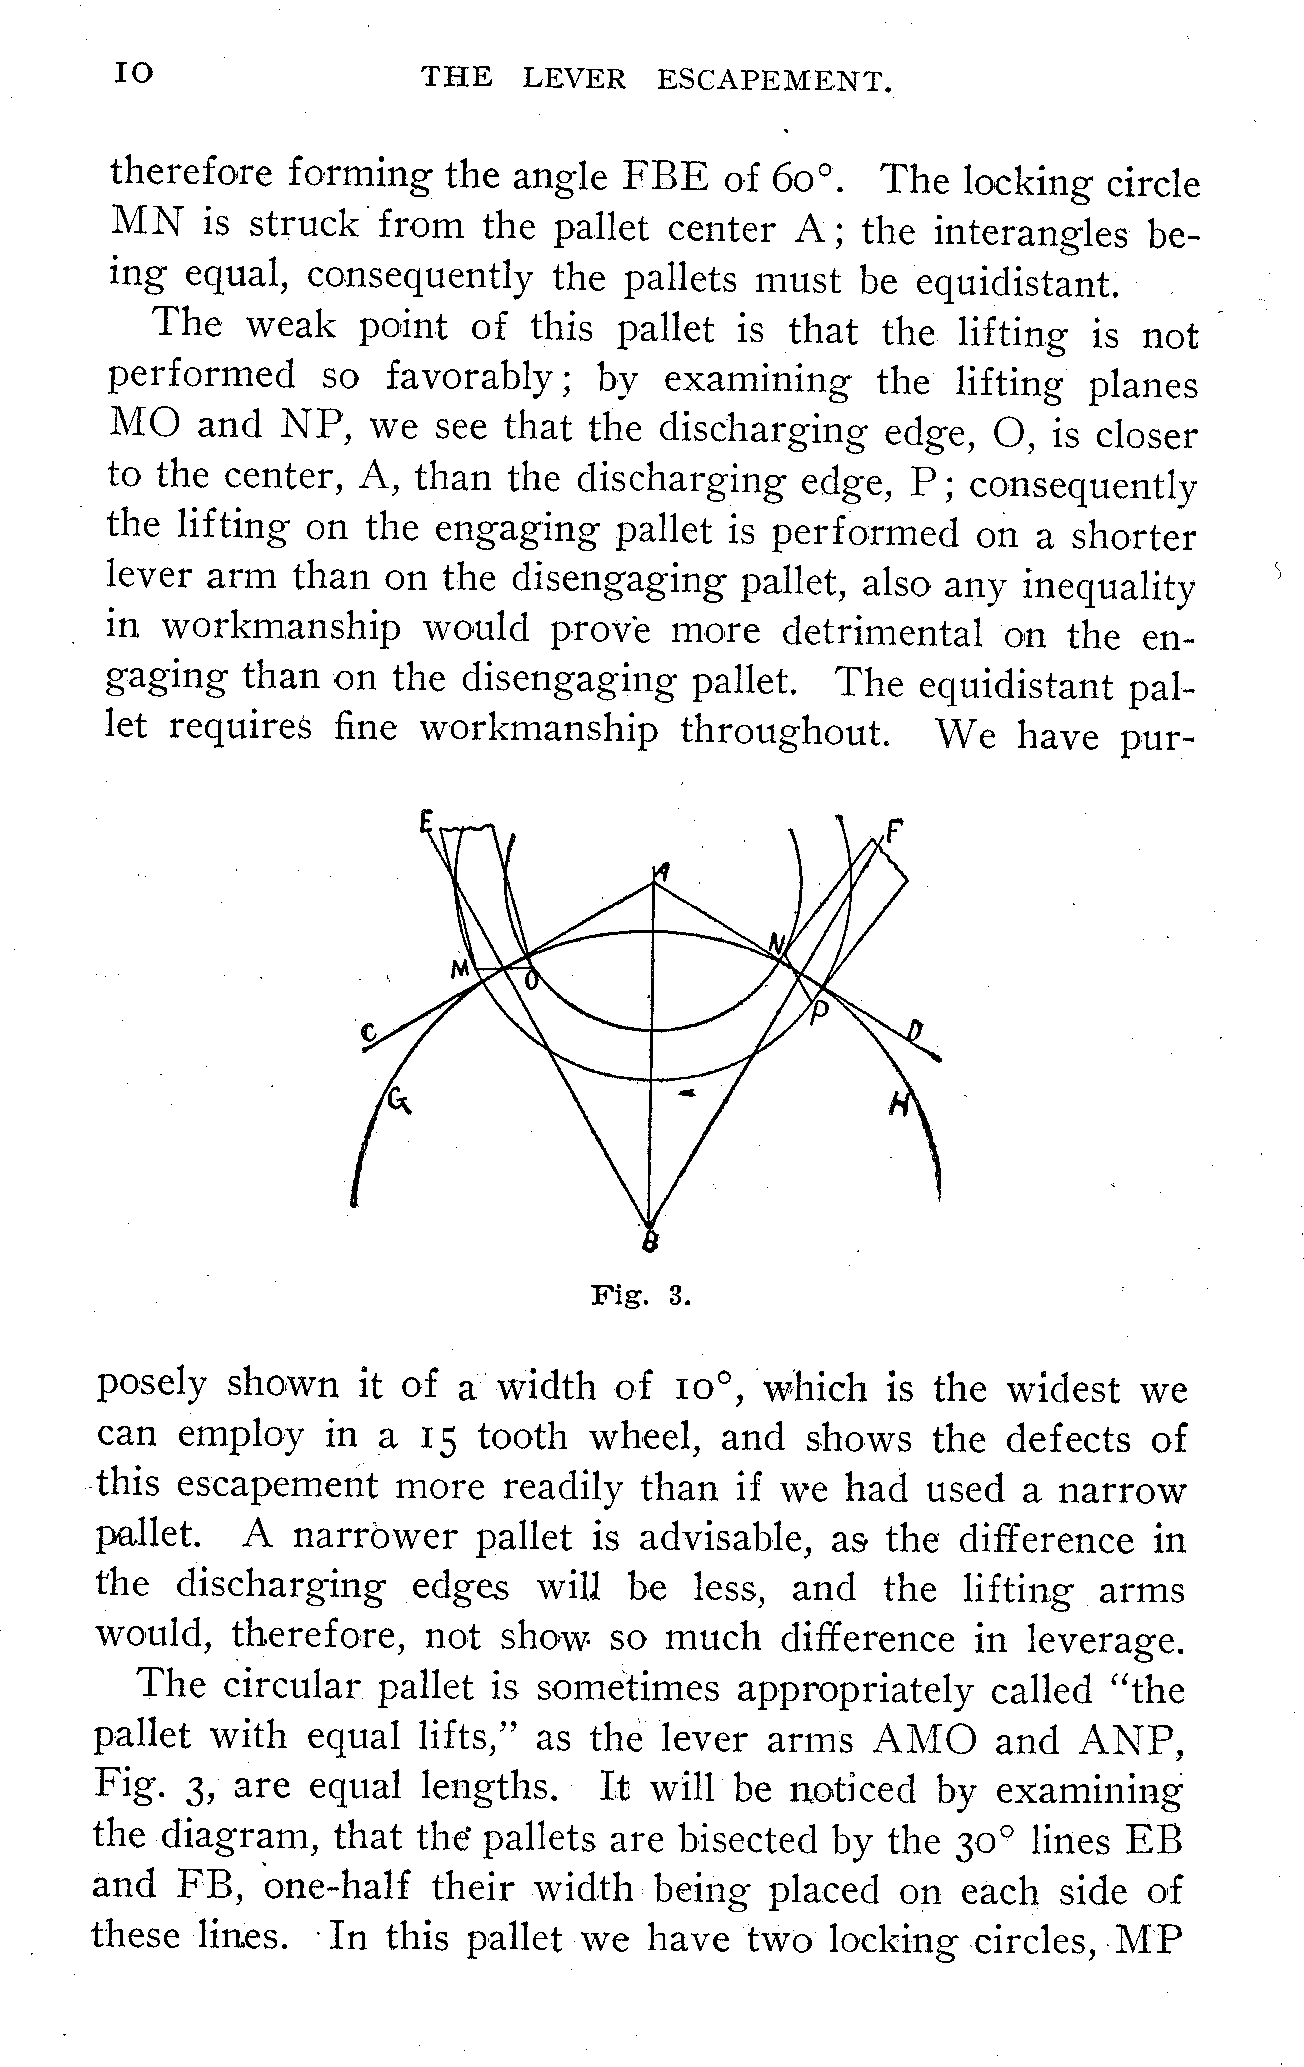 10 THE LEVER ESCAPEMENT.
therefore forming the angle FBE of 60°. The locking circle
MN is struck from the pallet center A; the interangles be-
ing equal, consequently the pallets must be equidistant.
The weak point of this pallet is that the lifting is not
performed so favorably; by examining the lifting planes
MO and NP, we see that the discharging edge, O, is closer
to the center, A, than the discharging edge, P; consequently
the lifting on the engaging pallet is performed on a shorter
lever arm than on the disengaging pallet, also any inequality
in workmanship would prove more detrimental on the en-
gaging than on the disengaging pallet. The equidistant pal-
let requires fine workmanship throughout. We have pur-
E
F
A
N
M
O
P
C
D
G
H
B
Fig. 3.
posely shown it of a width of 10°, which is the widest we
can employ in a 15 tooth wheel, and shows the defects of
this escapement more readily than if we had used a narrow
pallet. A narrower pallet is advisable, as the difference in
the discharging edges will be less, and the lifting arms
would, therefore, not show so much difference in leverage.
The circular pallet is sometimes appropriately called "the
pallet with equal lifts," as the lever arms AMO and ANP,
Fig. 3, are equal lengths. It will be noticed by examining
the diagram, that the pallets are bisected by the 30° lines EB
and FB, one-half their width being placed on each side of
these lines. In this pallet we have two locking circles, MP